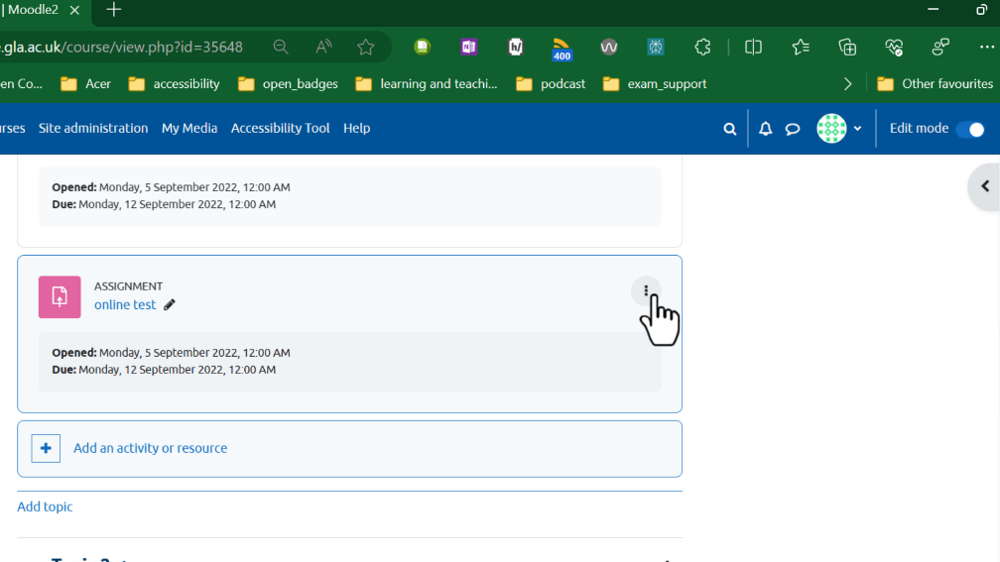 | Moodle2
.gla.ac.uk/course/view.php?id=35648
400
en Co... Acer accessibility open_badges learning and teachi... podcast exam_support Other favourites
urses Site administration My Media Accessibility Tool Help Edit mode
Opened: Monday, 5 September 2022, 12:00 AM
Due: Monday, 12 September 2022, 12:00 AM
ASSIGNMENT
online test
Opened: Monday, 5 September 2022, 12:00 AM
Due: Monday, 12 September 2022, 12:00 AM
Add an activity or resource
Add topic